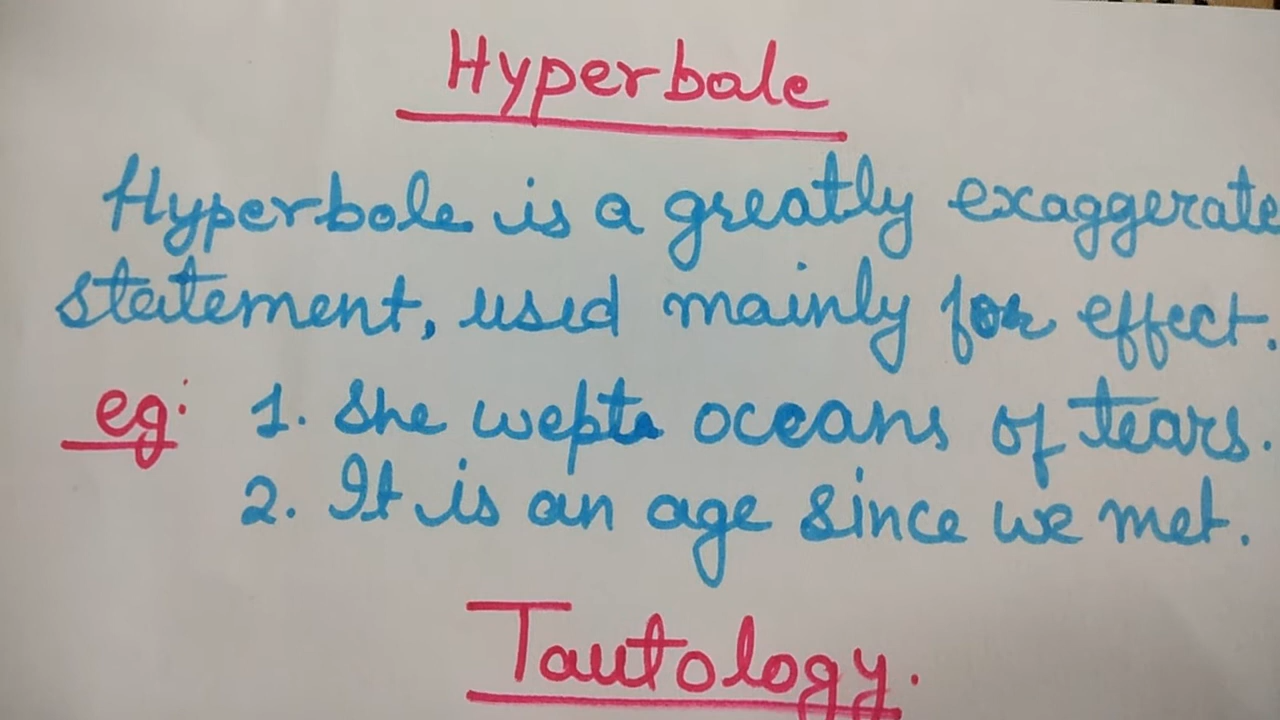 Hyperbole
Hyperbole is a greatly exaggerate
statement, used mainly for effect.
eg: 1. She wept oceans of tears.
2. It is an age since we met.
Tautology.